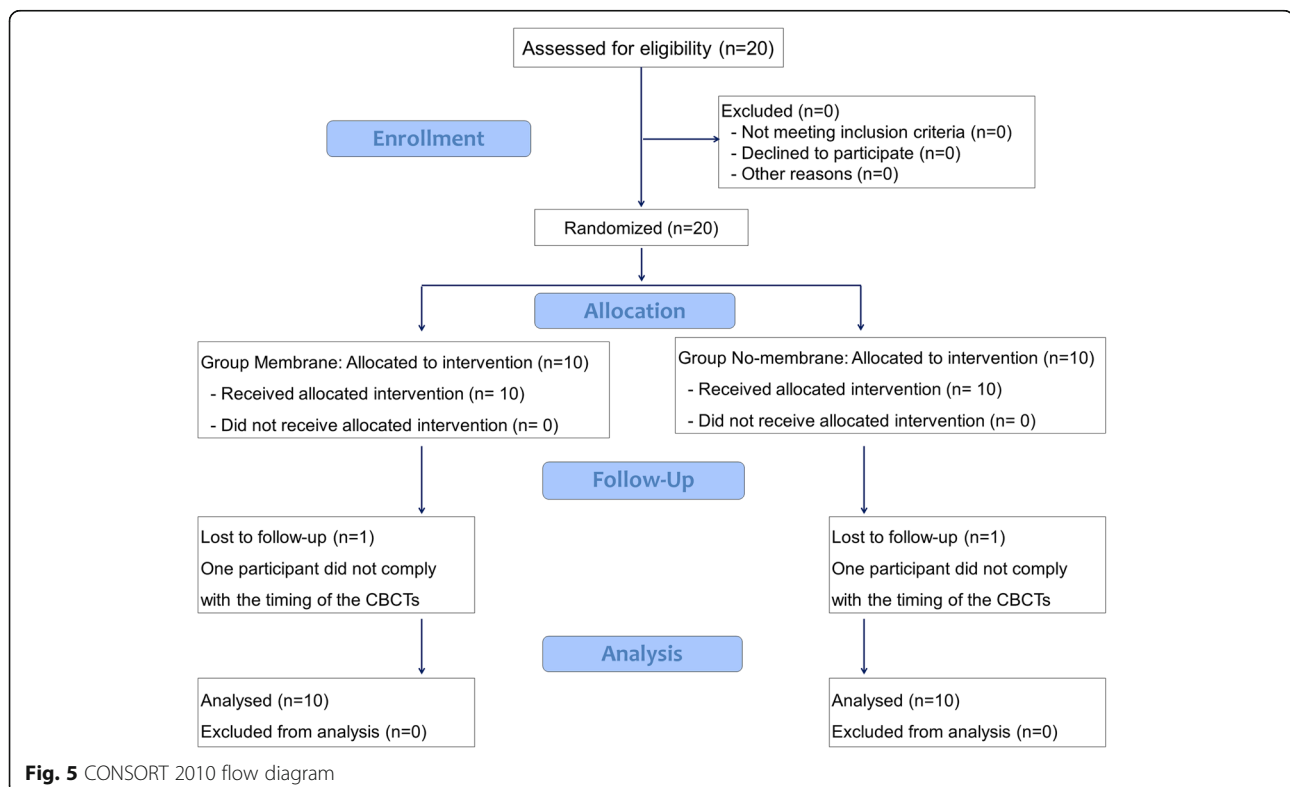 Assessed for eligibility (n=20)
Enrollment
Excluded (n=0)
- Not meeting inclusion criteria (n=0)
- Declined to participate (n=0)
- Other reasons (n=0)
Randomized (n=20)
Allocation
Group Membrane: Allocated to intervention (n=10)
- Received allocated intervention (n= 10)
- Did not receive allocated intervention (n= 0)
Group No-membrane: Allocated to intervention (n=10)
- Received allocated intervention (n= 10)
- Did not receive allocated intervention (n= 0)
Follow-Up
Lost to follow-up (n=1)
One participant did not comply
with the timing of the CBCTs
Lost to follow-up (n=1)
One participant did not comply
with the timing of the CBCTs
Analysis
Analysed (n=10)
Excluded from analysis (n=0)
Analysed (n=10)
Excluded from analysis (n=0)
Fig. 5 CONSORT 2010 flow diagram